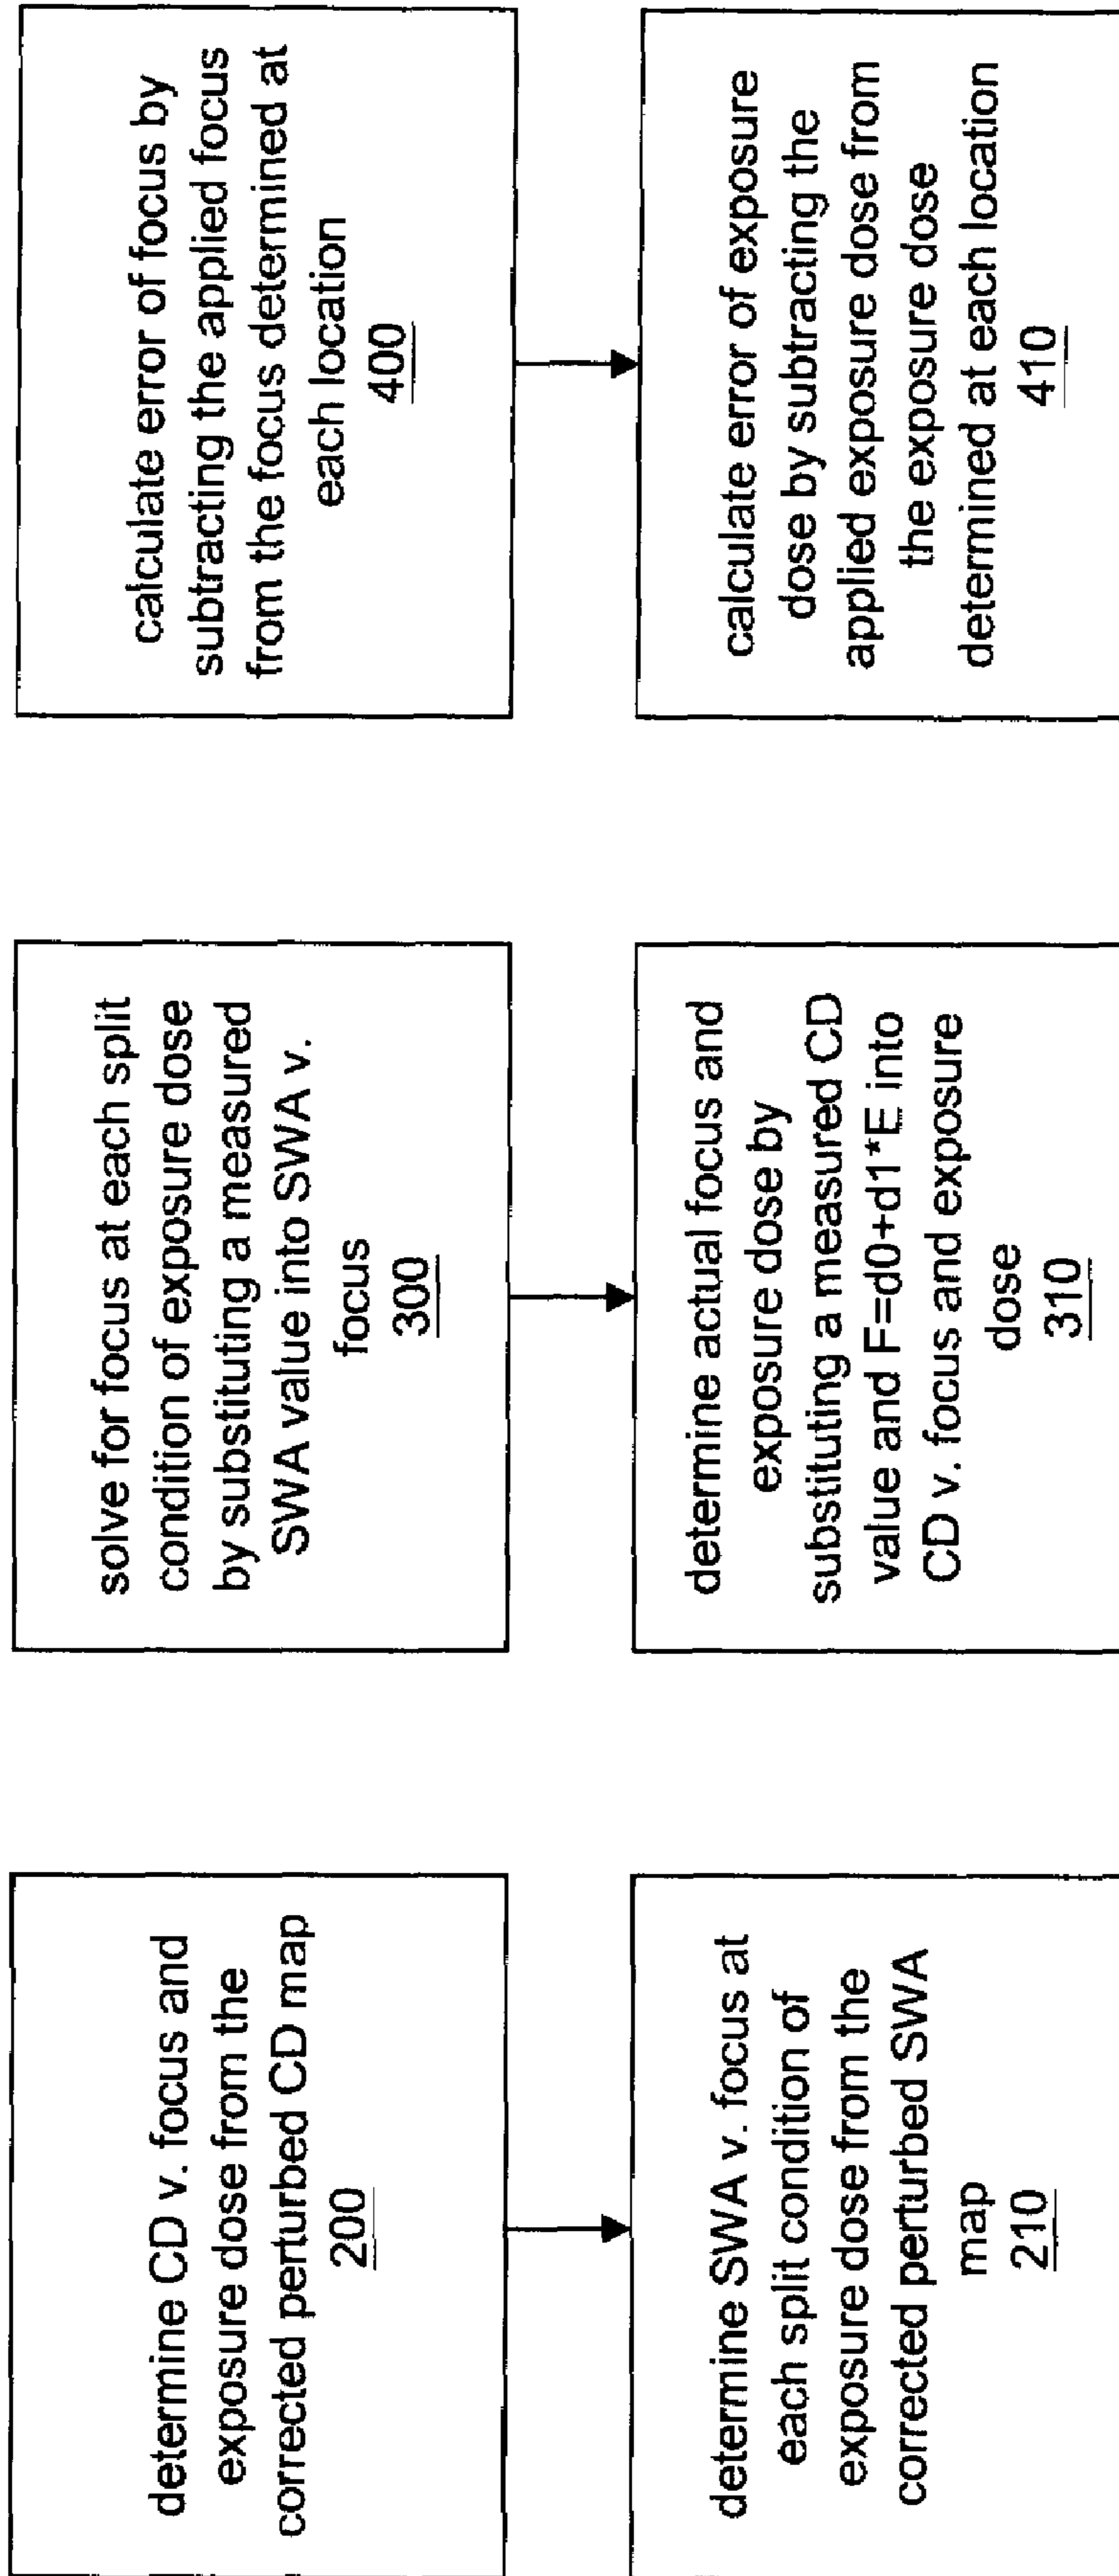 determine CD v. focus and
exposure dose from the
corrected perturbed CD map
200
determine SWA v. focus at
each split condition of
exposure dose from the
corrected perturbed SWA
map
210
solve for focus at each split
condition of exposure dose
by substituting a measured
SWA value into SWA v.
focus
300
determine actual focus and
exposure dose by
substituting a measured CD
value and F=d0+d1*E into
CD v. focus and exposure
dose
310
calculate error of focus by
subtracting the applied focus
from the focus determined at
each location
400
calculate error of exposure
dose by subtracting the
applied exposure dose from
the exposure dose
determined at each location
410